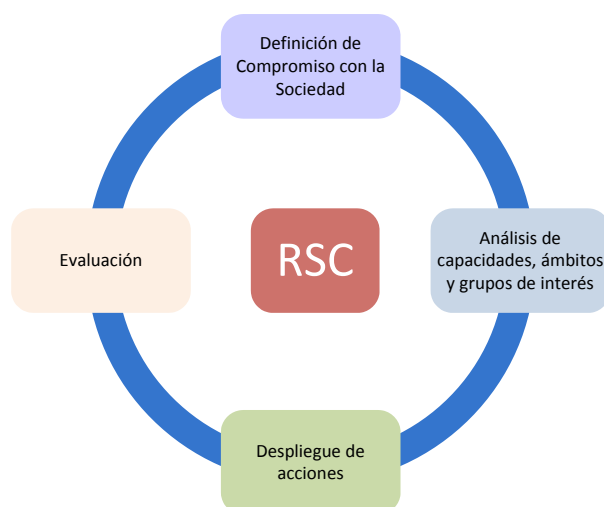 Definición de
Compromiso con la
Sociedad
Evaluación
RSC
Análisis de
capacidades, ámbitos
y grupos de interés
Despliegue de
acciones